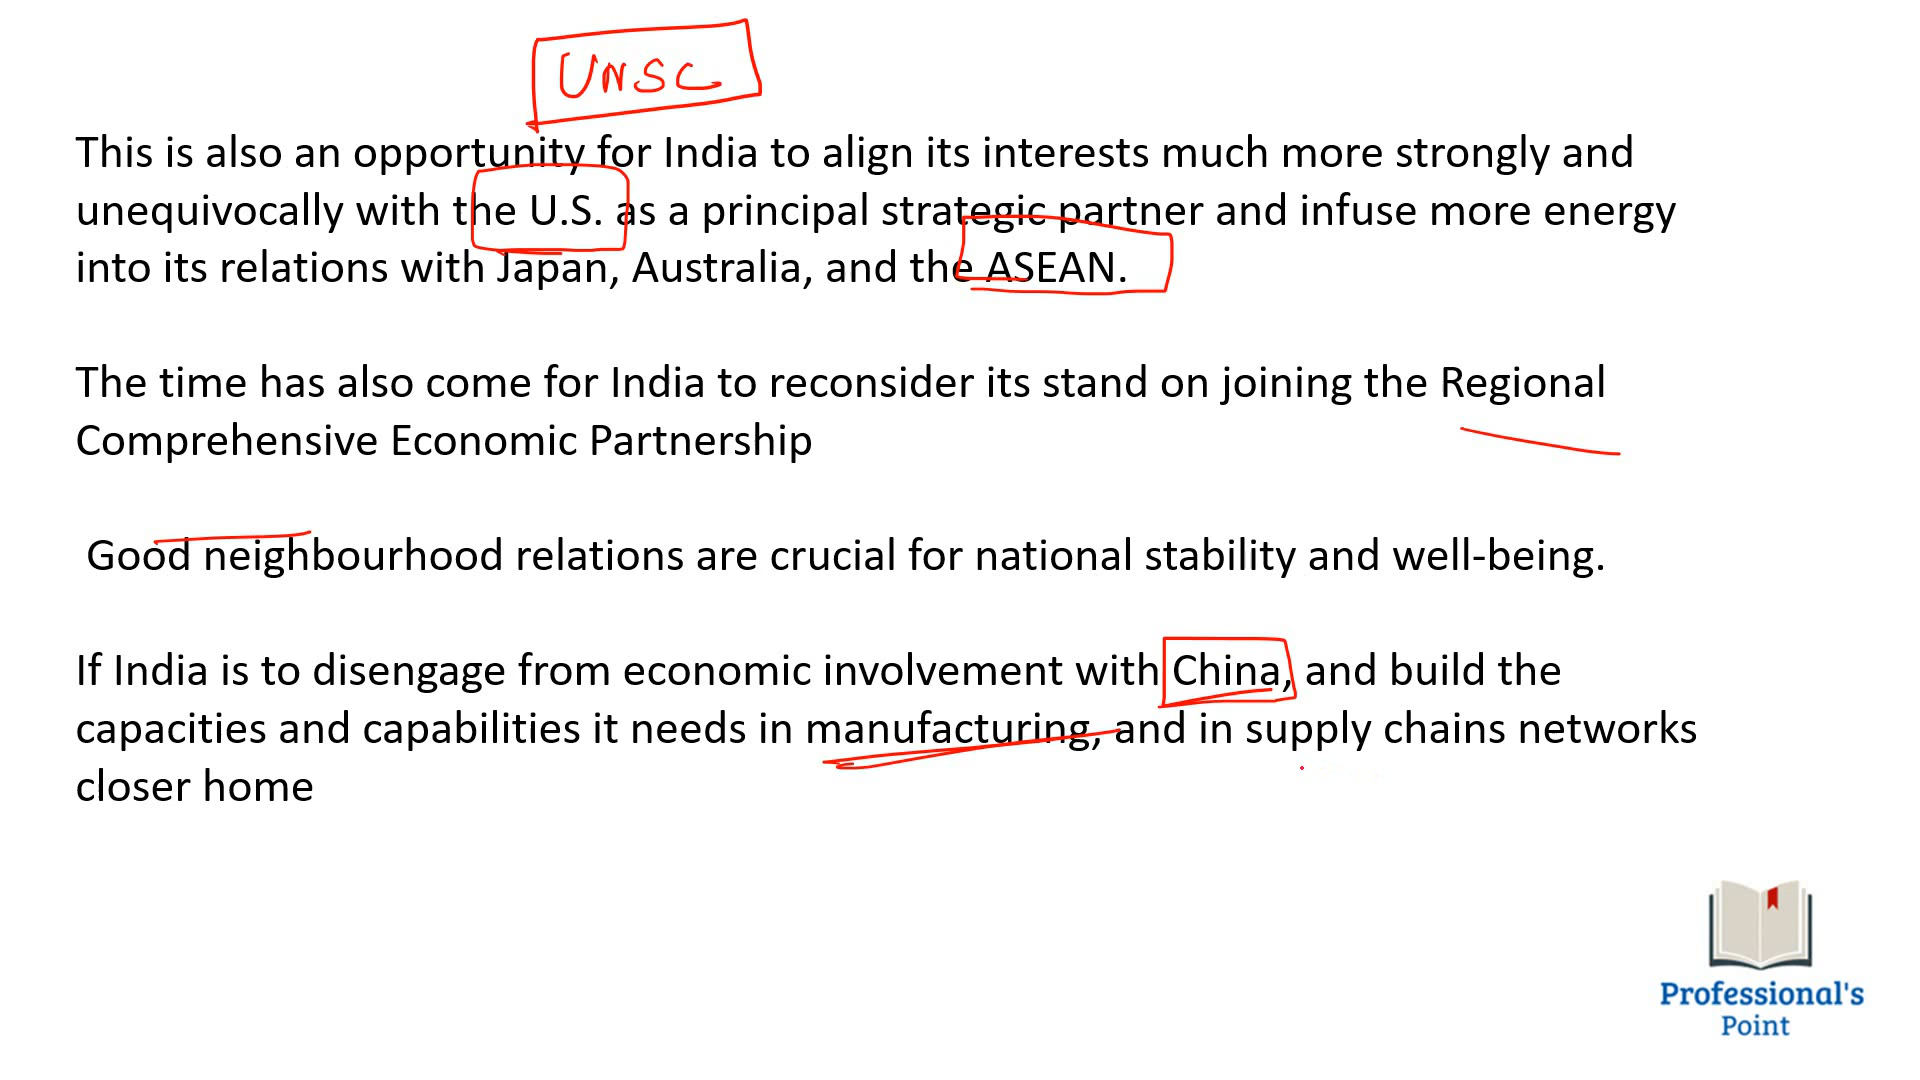 UNSC
This is also an opportunity for India to align its interests much more strongly and
unequivocally with the U.S. as a principal strategic partner and infuse more energy
into its relations with Japan, Australia, and the ASEAN.
The time has also come for India to reconsider its stand on joining the Regional
Comprehensive Economic Partnership
Good neighbourhood relations are crucial for national stability and well-being.
If India is to disengage from economic involvement with China, and build the
capacities and capabilities it needs in manufacturing, and in supply chains networks
closer home
Professional's
Point